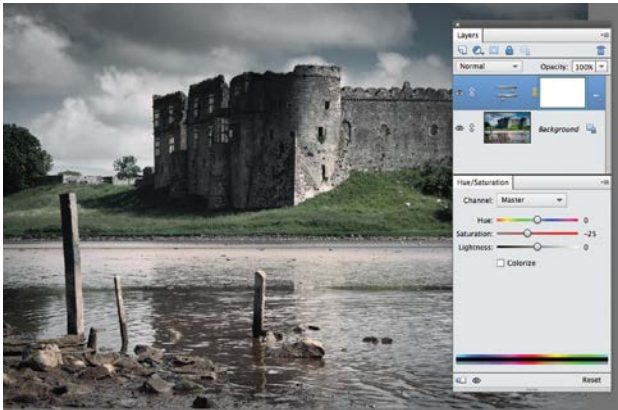 Layers
Normal Opacity: 100%
Background
Hue/Saturation
Channel: Master
Hue: 0
Saturation: -25
Lightness: 0
Colorize
Reset